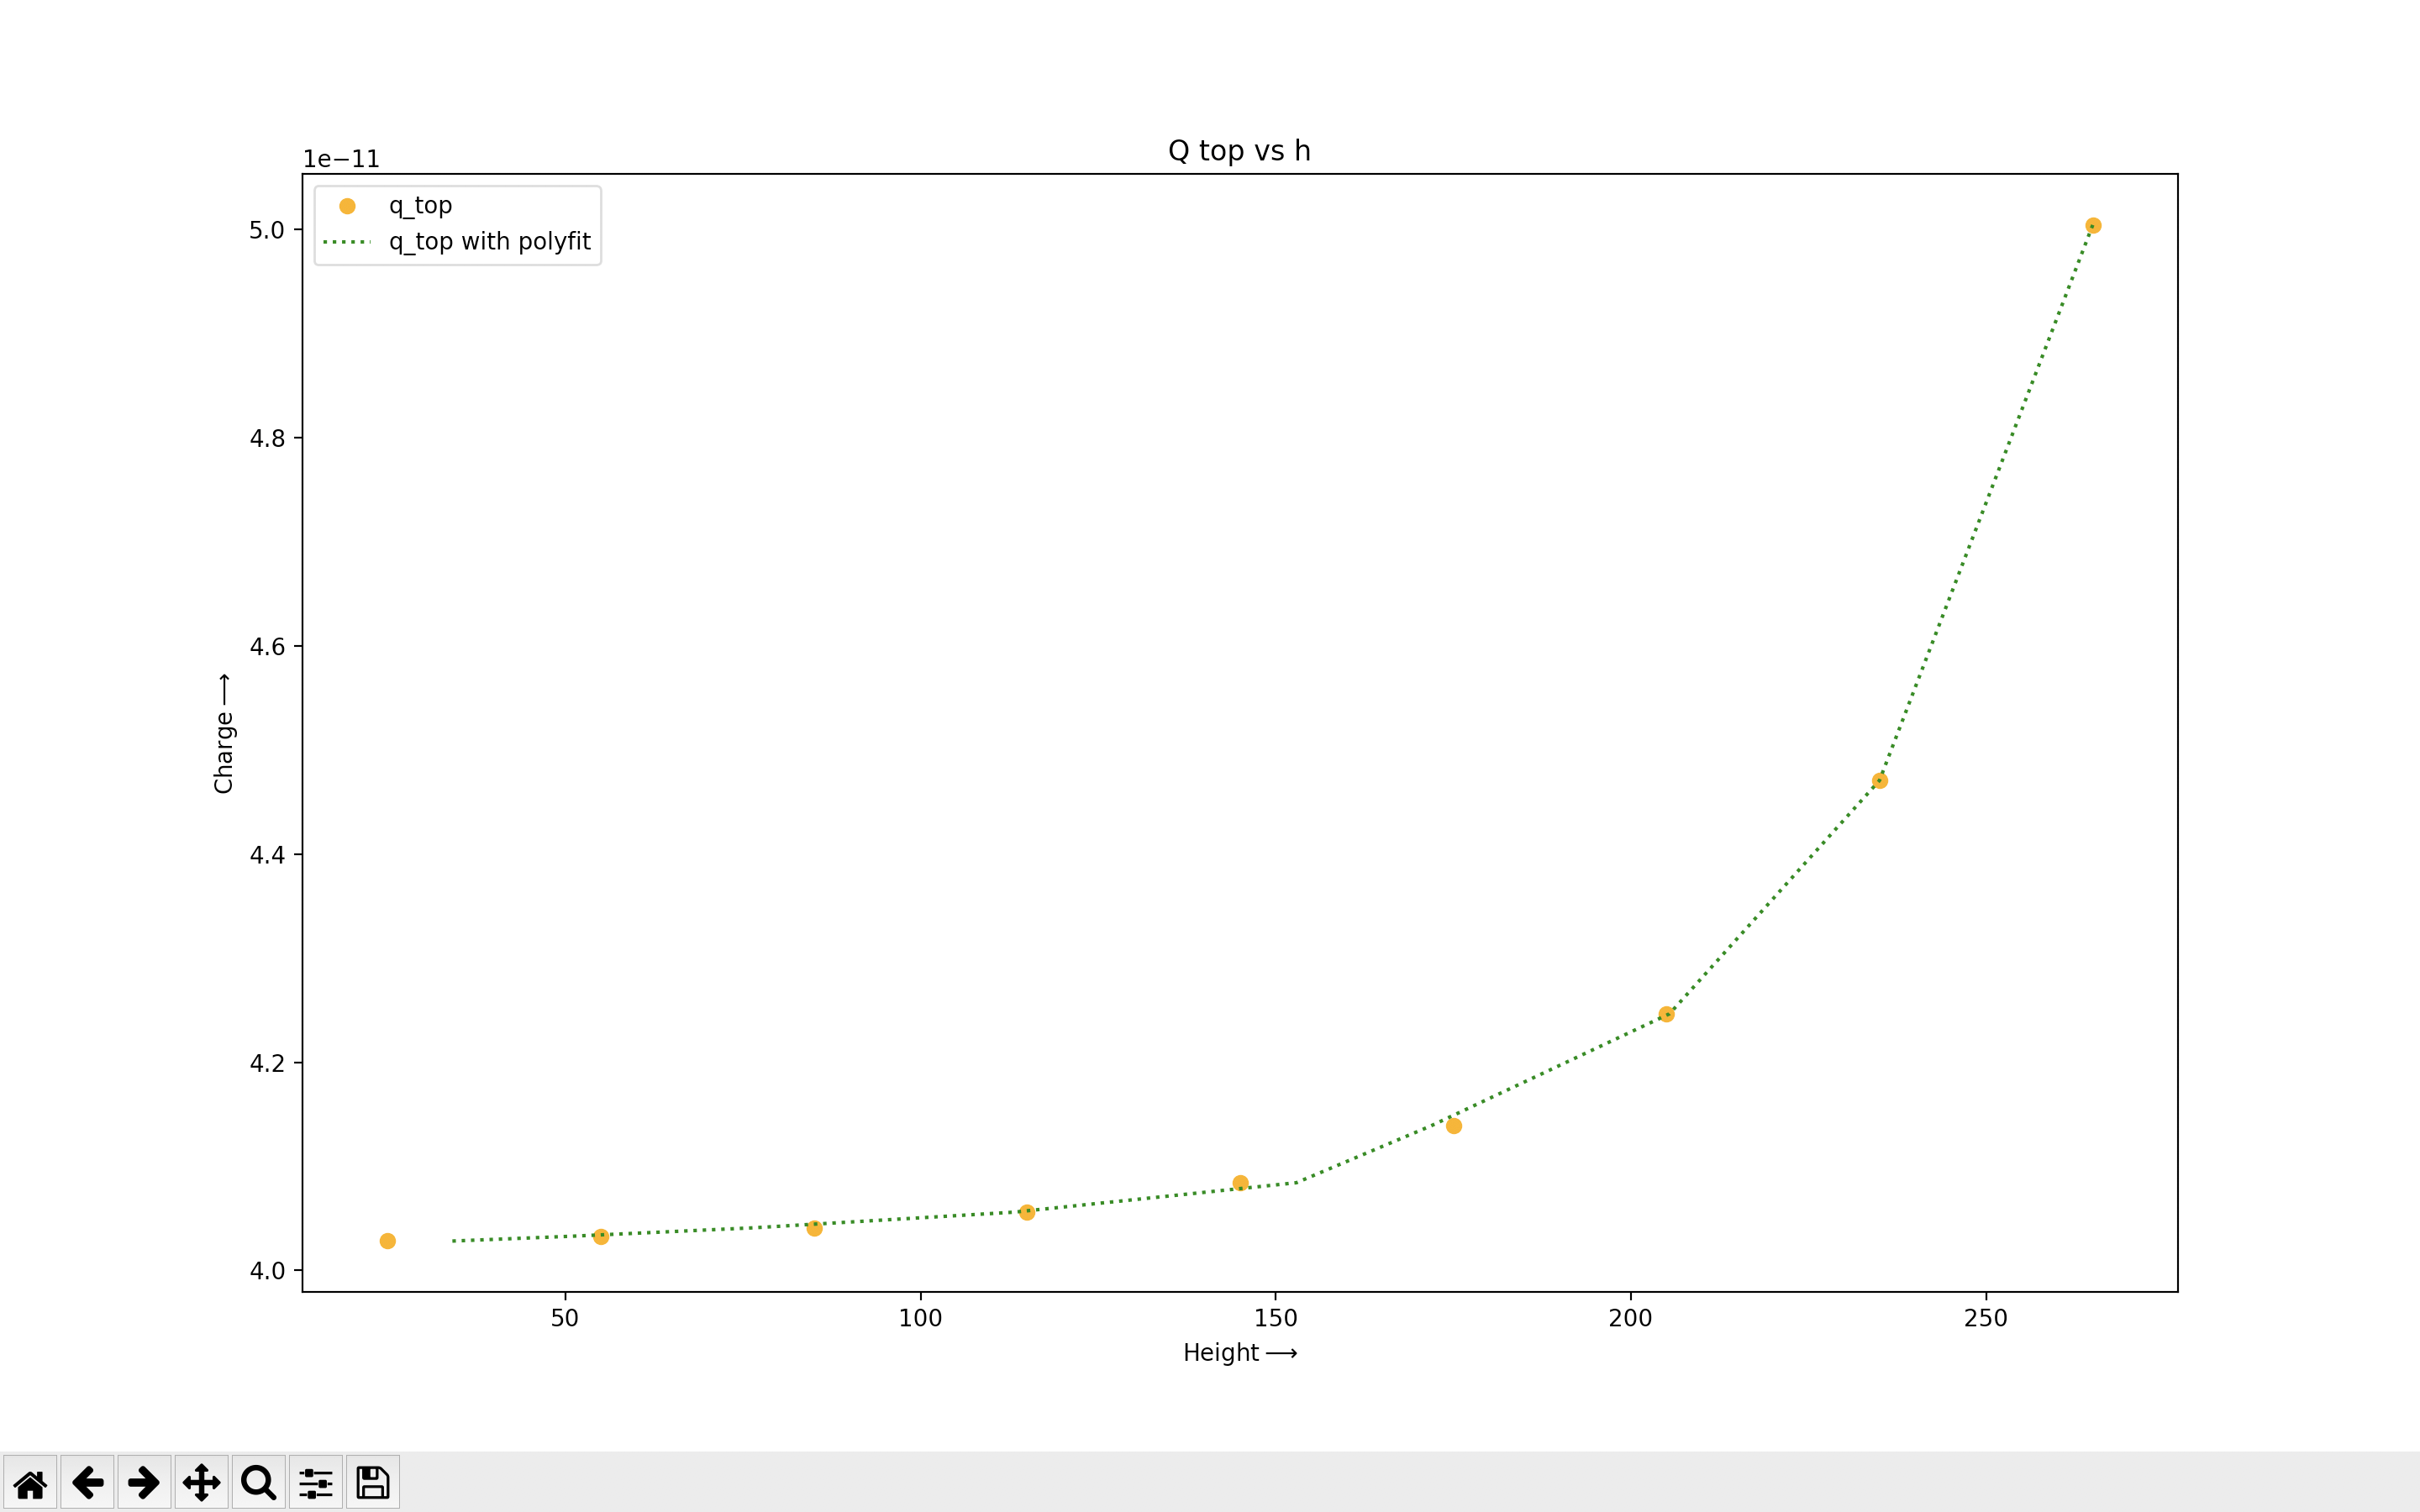 Q top vs h
1e−11
q_top
q_top with polyfit
5.0
4.8
4.6
4.4
4.2
4.0
Charge⟶
50 100 150 200 250
Height⟶